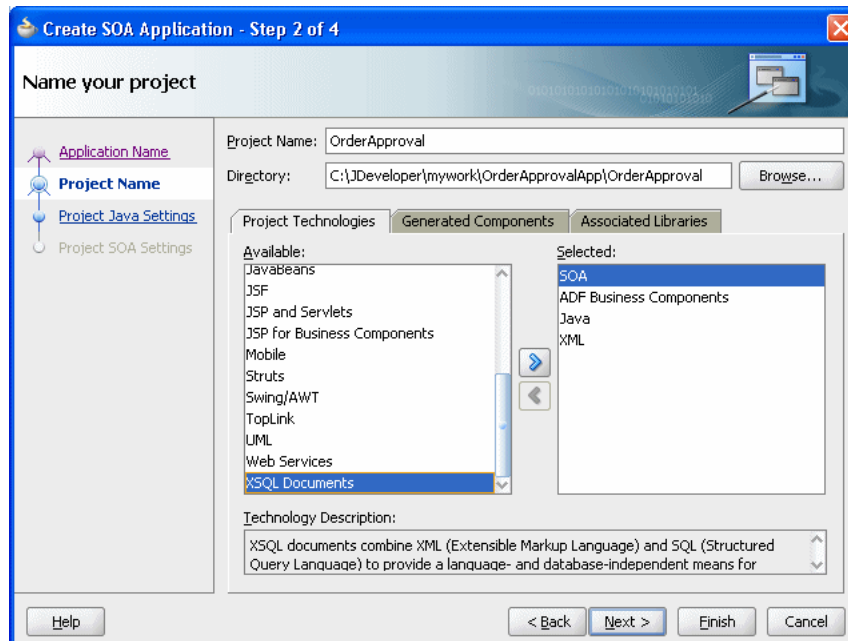 Create SOA Application - Step 2 of 4
Name your project
Application Name
Project Name
Project Java Settings
Project SOA Settings
Project Name: OrderApproval
Directory: C:\JDeveloper\mywork\OrderApprovalApp\OrderApproval Browse...
Project Technologies Generated Components Associated Libraries
Available:
JavaBeans
JSF
JSP and Servlets
JSP for Business Components
Mobile
Struts
Swing/AWT
TopLink
UML
Web Services
XSQL Documents
Selected:
SOA
ADF Business Components
Java
XML
Technology Description:
XSQL documents combine XML (Extensible Markup Language) and SQL (Structured
Query Language) to provide a language- and database-independent means for
Help < Back Next > Finish Cancel